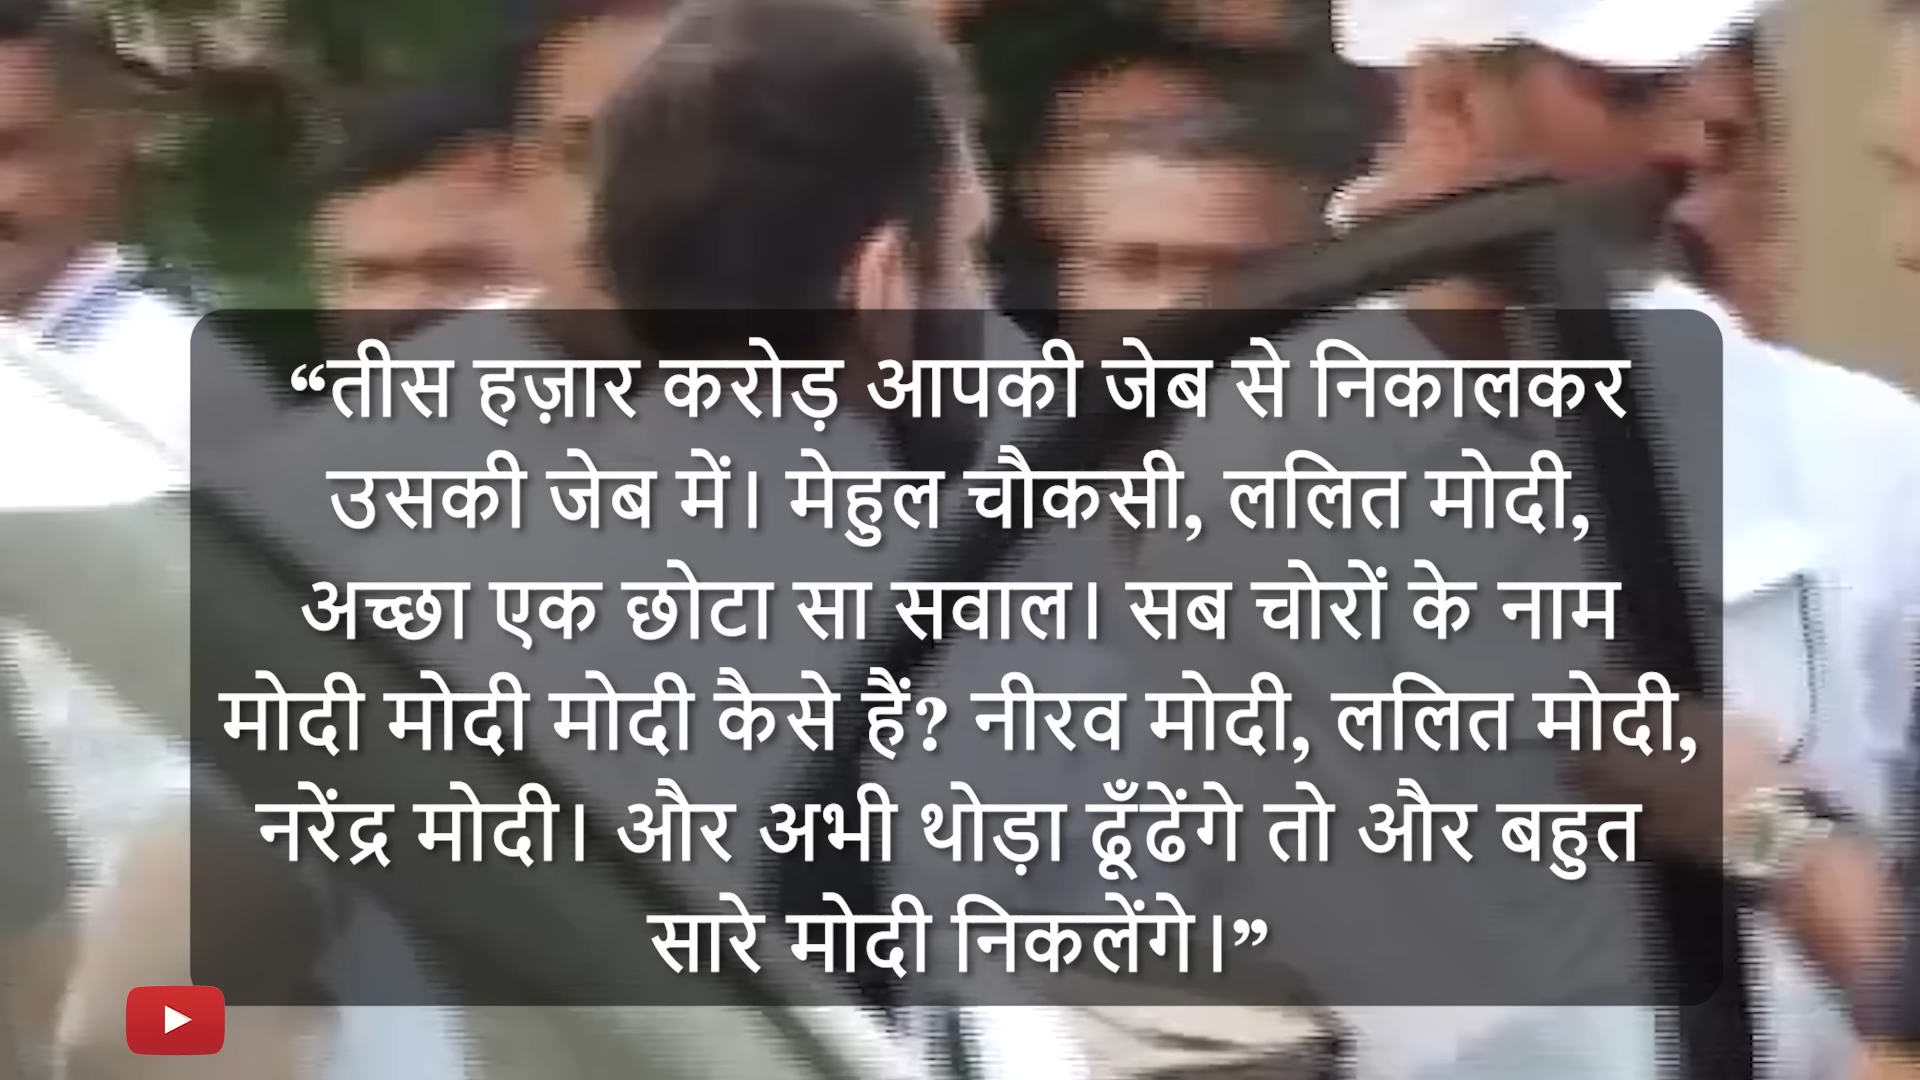 “तीस हज़ार करोड़ आपकी जेब से निकालकर
उसकी जेब में। मेहुल चौकसी, ललित मोदी,
अच्छा एक छोटा सा सवाल। सब चोरों के नाम
मोदी मोदी मोदी कैसे हैं? नीरव मोदी, ललित मोदी,
नरेंद्र मोदी। और अभी थोड़ा ढूँढेंगे तो और बहुत
सारे मोदी निकलेंगे।”